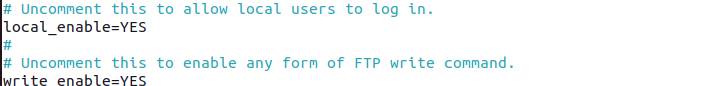 # Uncomment this to allow local users to log in.
local_enable=YES
#
# Uncomment this to enable any form of FTP write command.
write enable=YES